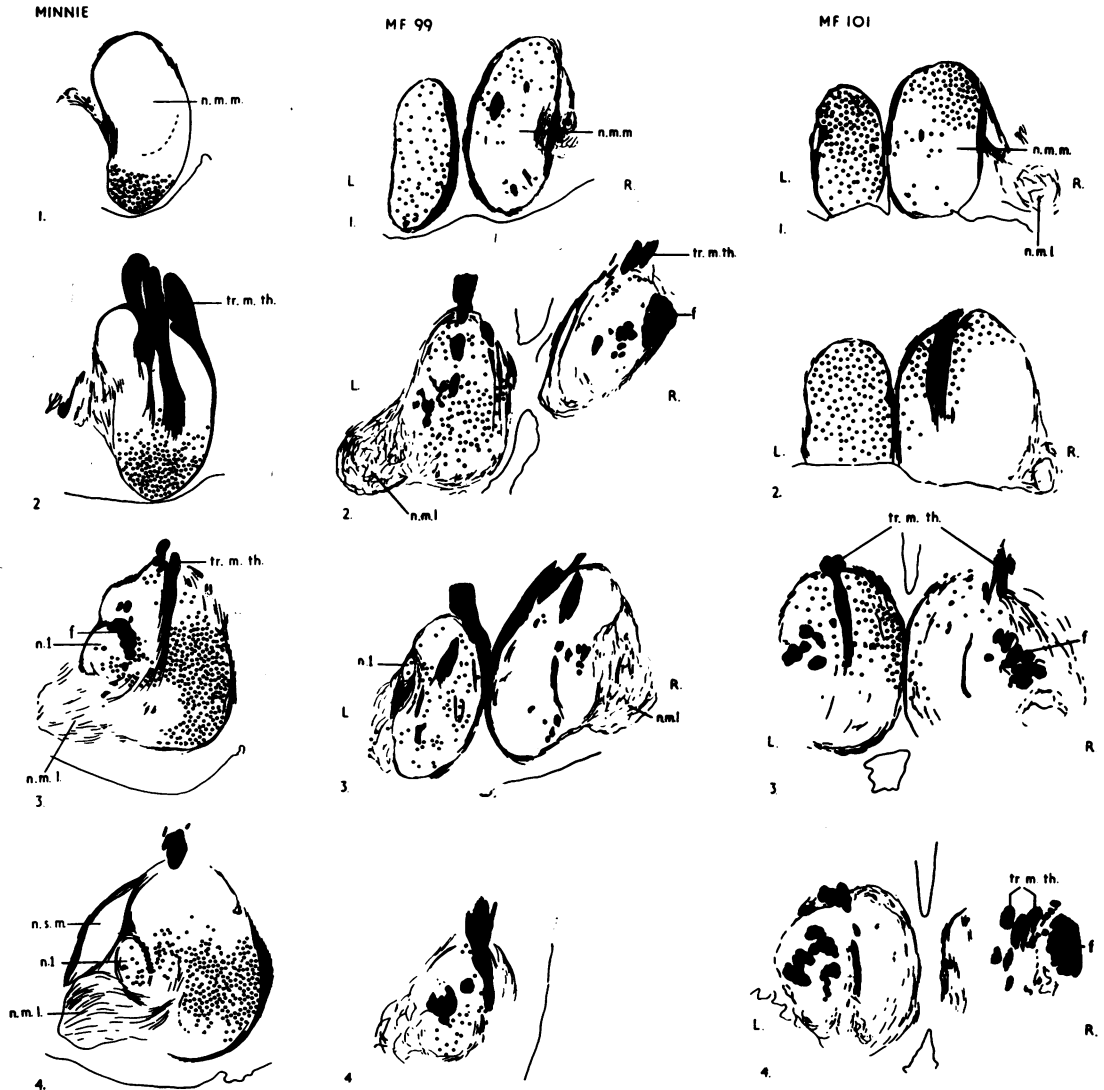 MINNIE
MF 99
MF 101
n.m.m.
n.m.m
n.m.m.
L.
R.
L.
R.
n.m.l
1.
1.
1.
tr. m. th.
tr. m. th.
f
L.
R.
L.
R.
n.m.l
2
2.
2.
tr. m. th.
tr. m. th.
f
n.l
n.l
f
L
R.
n.m.l
L.
R
n.m. l.
3.
3.
3.
n.s.m
n.l
n.m.l.
tr. m. th.
f
L.
R.
4.
4
4.